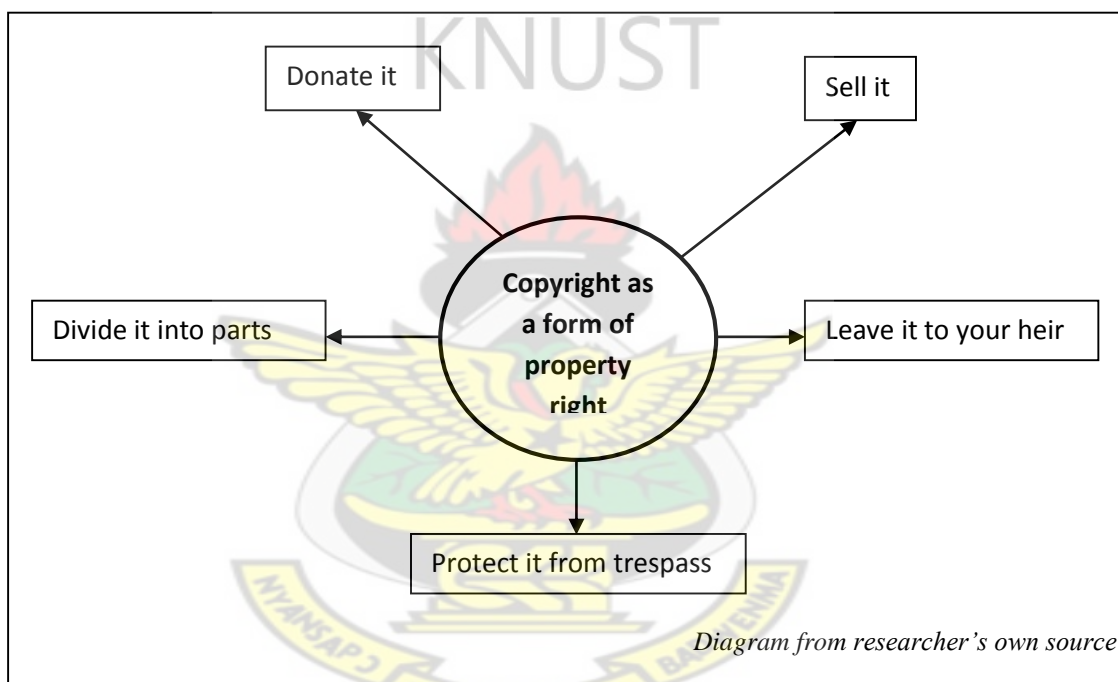 KNUST
Donate it
Sell it
Copyright as
a form of
property
right
Divide it into parts
Leave it to your heir
Protect it from trespass
NYANSAPƆ
Diagram from researcher's own source